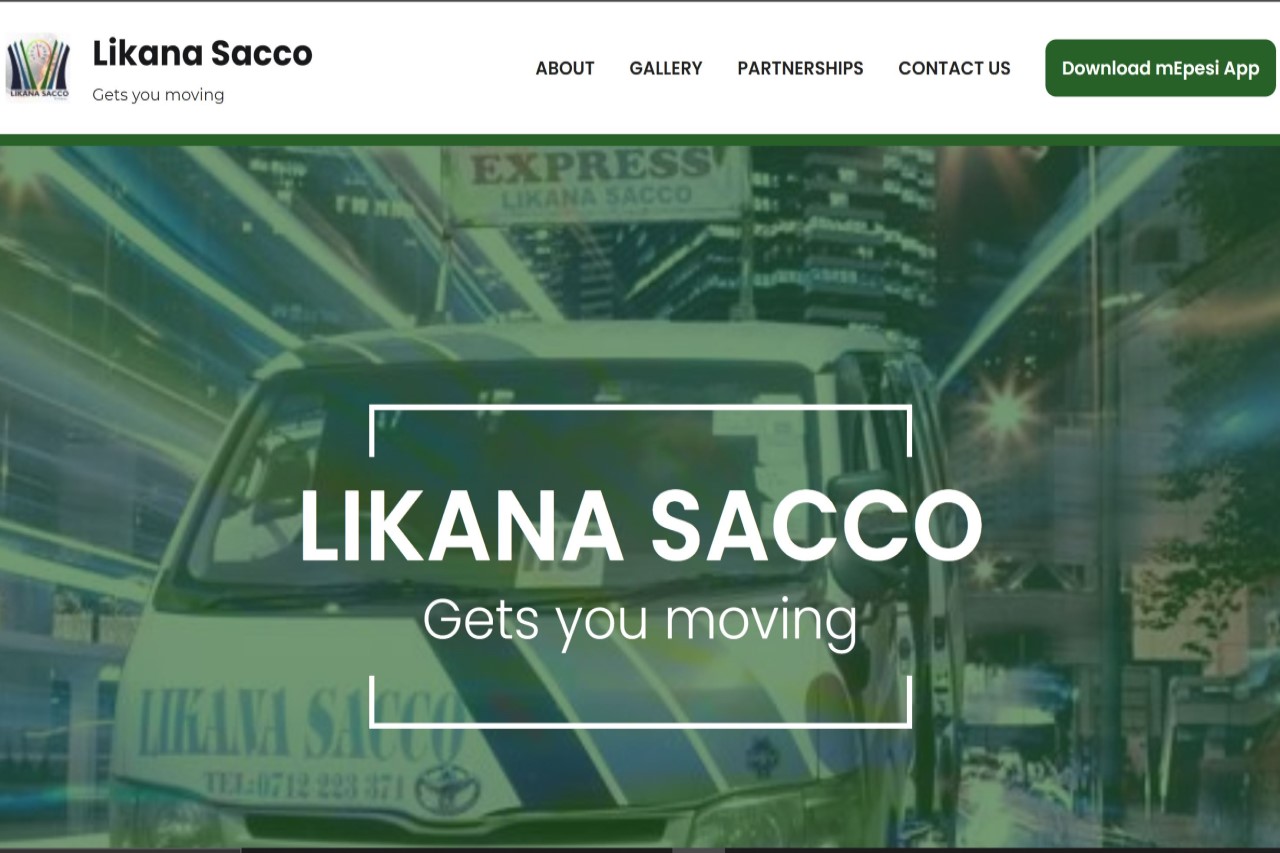 LIKANA SACCO
Likana Sacco
Gets you moving
ABOUT
GALLERY
PARTNERSHIPS
CONTACT US
Download mEpesi App
EXPRESS
LIKANA SACCO
LIKANA SACCO
Gets you moving
LIKANA SACCO
TEL:0712 223 371